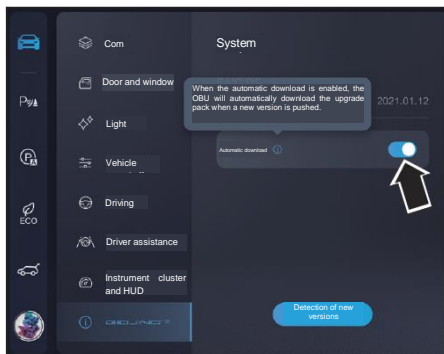 Com
System
Door and window
When the automatic download is enabled, the
OBU will automatically download the upgrade
pack when a new version is pushed.
2021.01.12
Light
Automatic download
Vehicle
Driving
ECO
Driver assistance
Instrument cluster
and HUD
Detection of new
versions